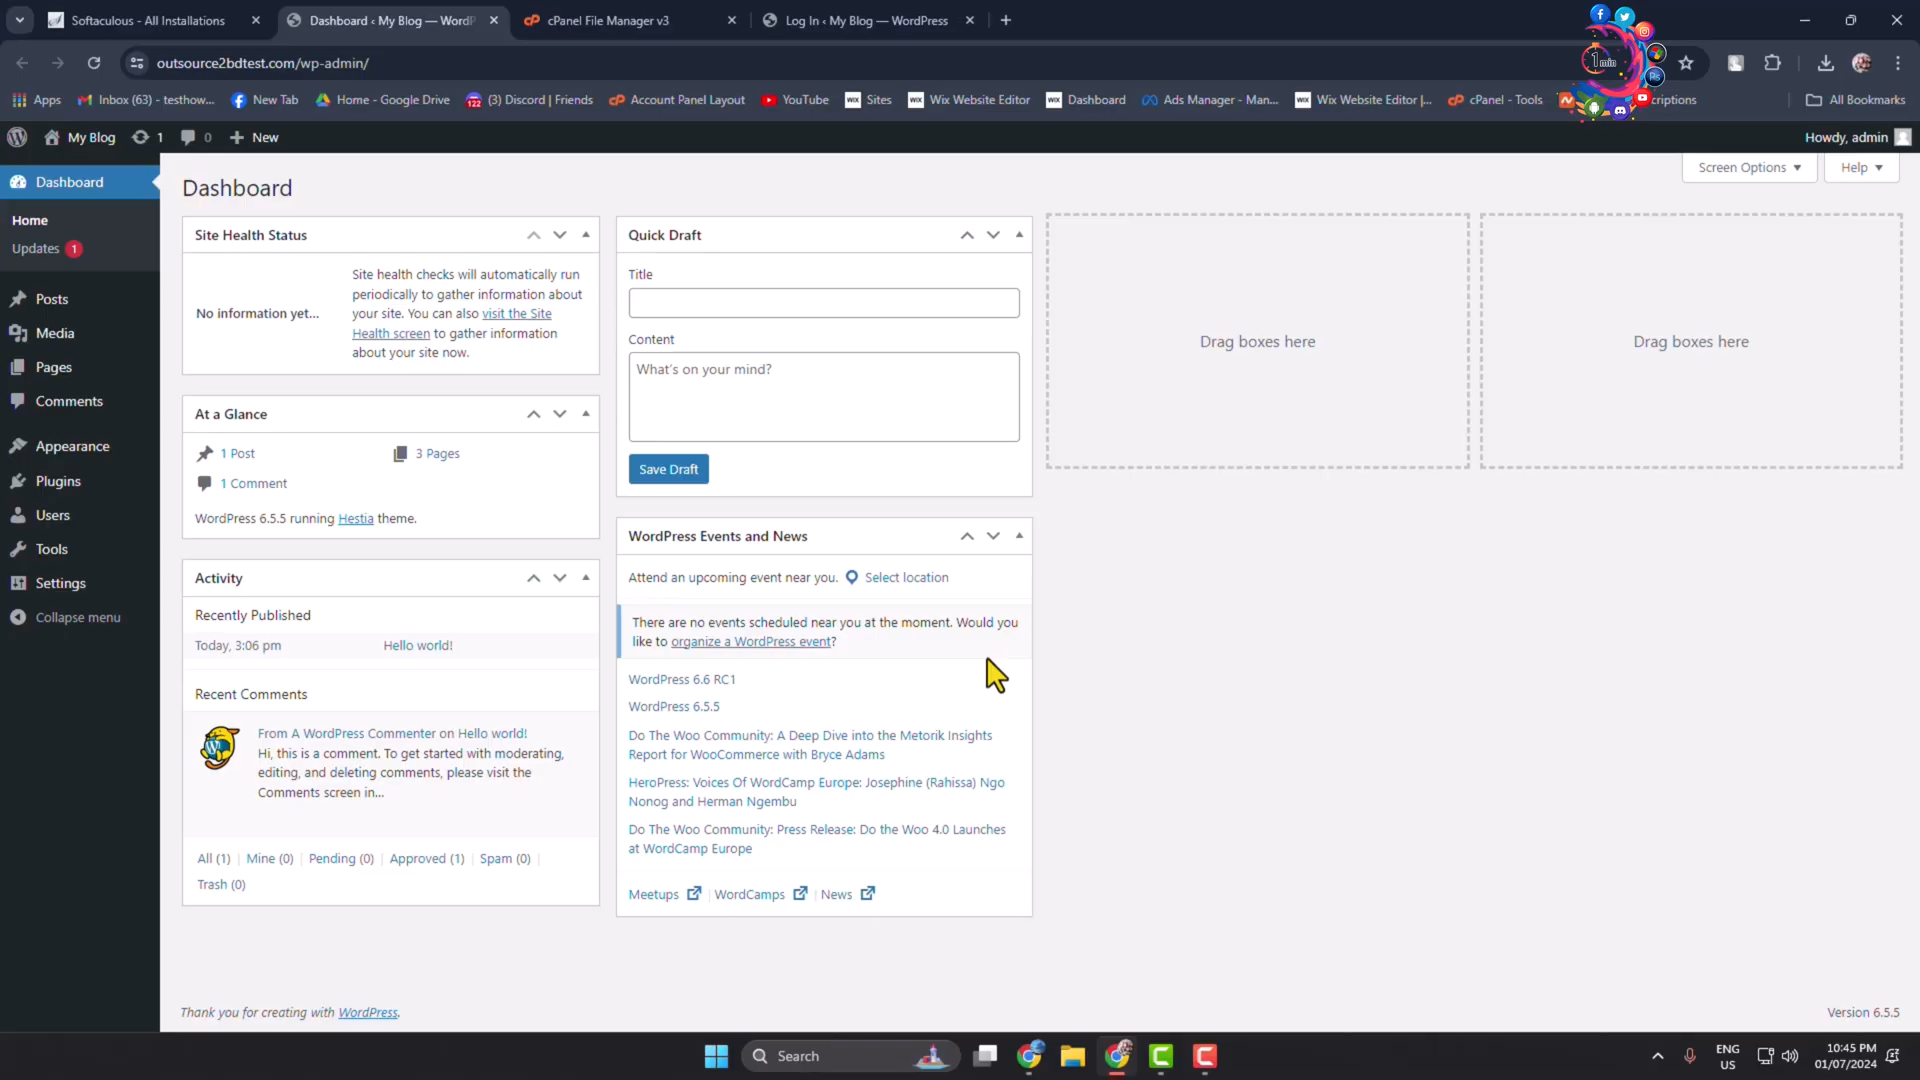 Softaculous - All Installations
Dashboard ‹ My Blog — WordP
cPanel File Manager v3
Log In ‹ My Blog — WordPress
outsource2bdtest.com/wp-admin/
1 min
Apps
Inbox (63) - testhow...
New Tab
Home - Google Drive
(3) Discord | Friends
Account Panel Layout
YouTube
Sites
Wix Website Editor
Dashboard
Ads Manager - Man...
Wix Website Editor |...
cPanel - Tools
criptions
All Bookmarks
My Blog
1
0
New
Howdy, admin
Screen Options
Help
Dashboard
Home
Updates 1
Posts
Media
Pages
Comments
Appearance
Plugins
Users
Tools
Settings
Collapse menu
Dashboard
Site Health Status
No information yet...
Site health checks will automatically run
periodically to gather information about
your site. You can also visit the Site
Health screen to gather information
about your site now.
At a Glance
1 Post
3 Pages
1 Comment
WordPress 6.5.5 running Hestia theme.
Activity
Recently Published
Today, 3:06 pm
Hello world!
Recent Comments
From A WordPress Commenter on Hello world!
Hi, this is a comment. To get started with moderating,
editing, and deleting comments, please visit the
Comments screen in...
All (1) | Mine (0) | Pending (0) | Approved (1) | Spam (0) |
Trash (0)
Quick Draft
Title
Content
What's on your mind?
Save Draft
WordPress Events and News
Attend an upcoming event near you. Select location
There are no events scheduled near you at the moment. Would you
like to organize a WordPress event?
WordPress 6.6 RC1
WordPress 6.5.5
Do The Woo Community: A Deep Dive into the Metorik Insights
Report for WooCommerce with Bryce Adams
HeroPress: Voices Of WordCamp Europe: Josephine (Rahissa) Ngo
Nonog and Herman Ngembu
Do The Woo Community: Press Release: Do the Woo 4.0 Launches
at WordCamp Europe
Meetups | WordCamps | News
Drag boxes here
Drag boxes here
Thank you for creating with WordPress.
Version 6.5.5
Search
ENG
US
10:45 PM
01/07/2024